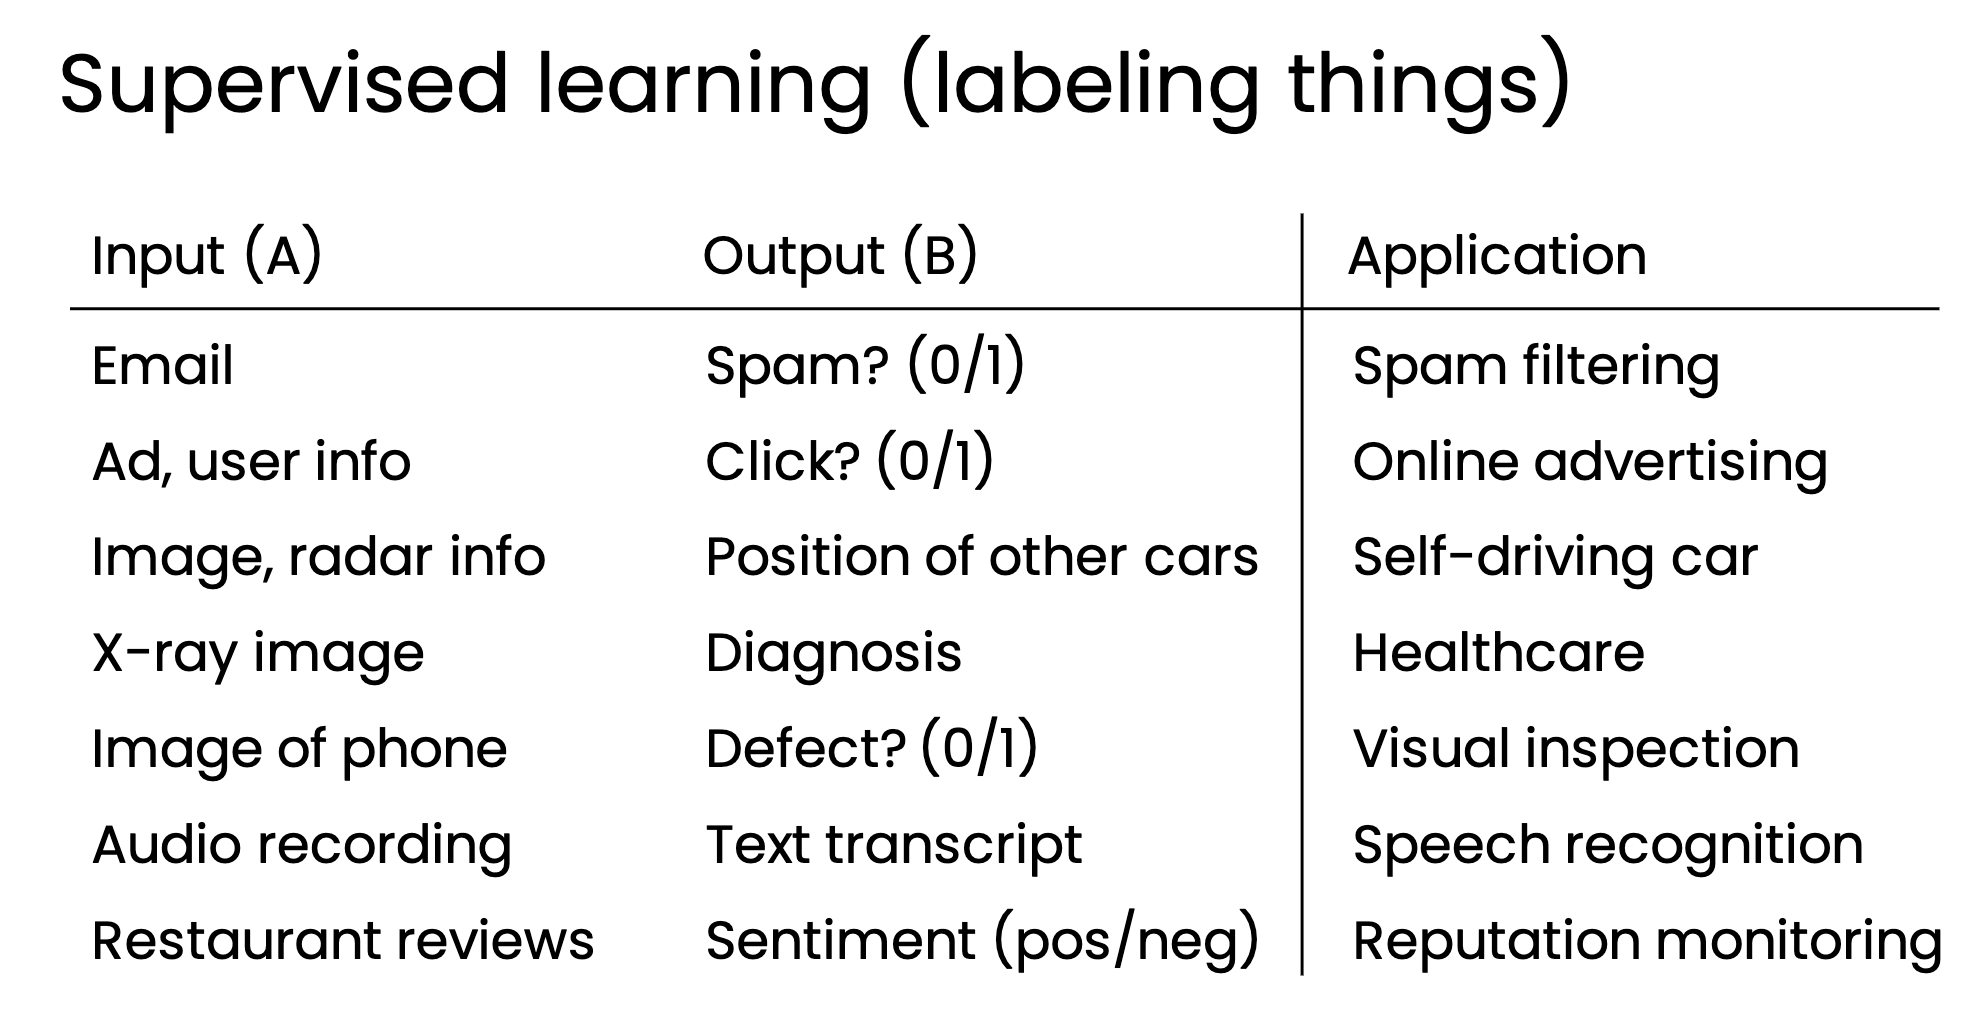 Supervised learning (labeling things)
Input (A) Output (B) Application
Email Spam? (0/1) Spam filtering
Ad, user info Click? (0/1) Online advertising
Image, radar info Position of other cars Self-driving car
X-ray image Diagnosis Healthcare
Image of phone Defect? (0/1) Visual inspection
Audio recording Text transcript Speech recognition
Restaurant reviews Sentiment (pos/neg) Reputation monitoring